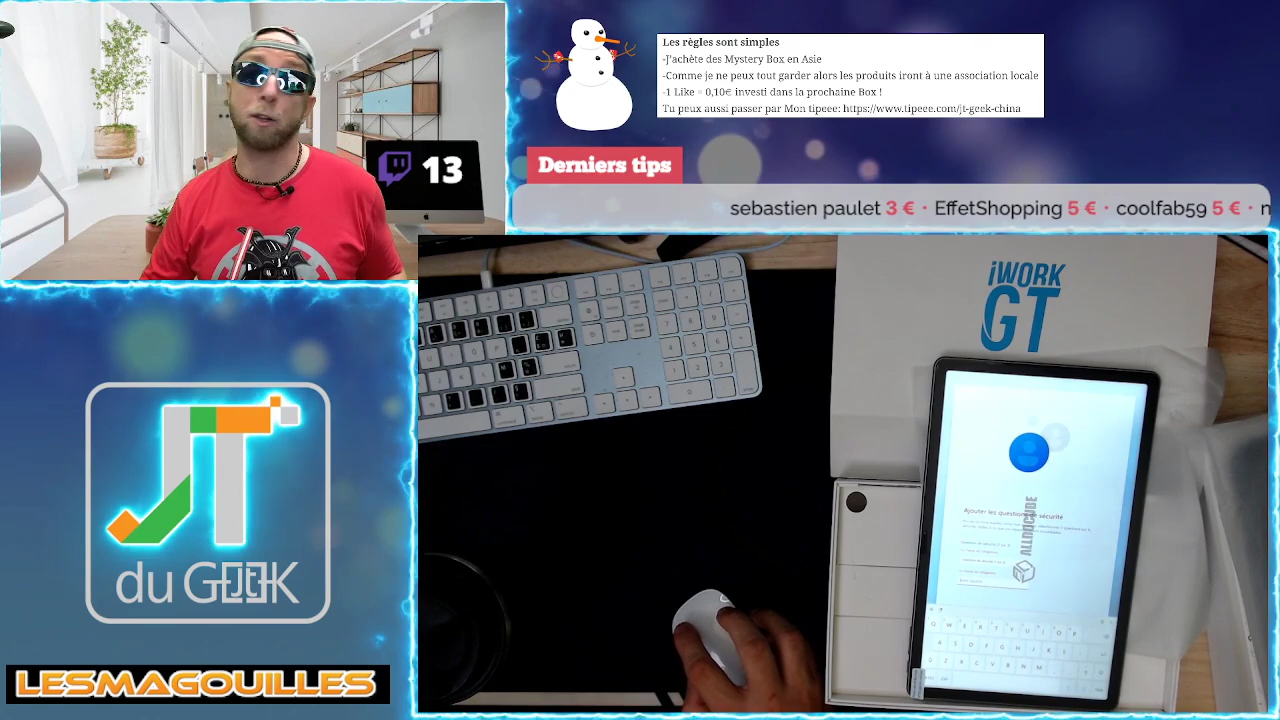 Les règles sont simples
-J'achète des Mystery Box en Asie
-Comme je ne peux tout garder alors les produits iront à une association locale
-1 Like = 0,10€ investi dans la prochaine Box !
Tu peux aussi passer par Mon tipeee: https://www.tipeee.com/jt-geek-china
13
Derniers tips
sebastien paulet 3 € · EffetShopping 5 € · coolfab59 5 € · n
iWORK
GT
Ajouter les questions de sécurité
ALLDOCUBE
JT
du GEEK
LESMAGOUILLES